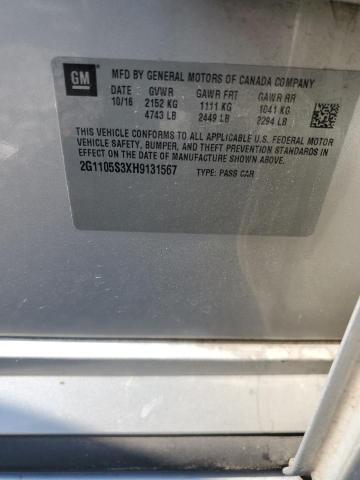 GM
MFD BY GENERAL MOTORS OF CANADA COMPANY
DATE GVWR GAWR FRT GAWR RR
10/16 2152 KG 1111 KG 1041 KG
4743 LB 2449 LB 2294 LB
THIS VEHICLE CONFORMS TO ALL APPLICABLE U.S. FEDERAL MOTOR
VEHICLE SAFETY, BUMPER, AND THEFT PREVENTION STANDARDS IN
EFFECT ON THE DATE OF MANUFACTURE SHOWN ABOVE.
2G1105S3XH9131567 TYPE: PASS CAR